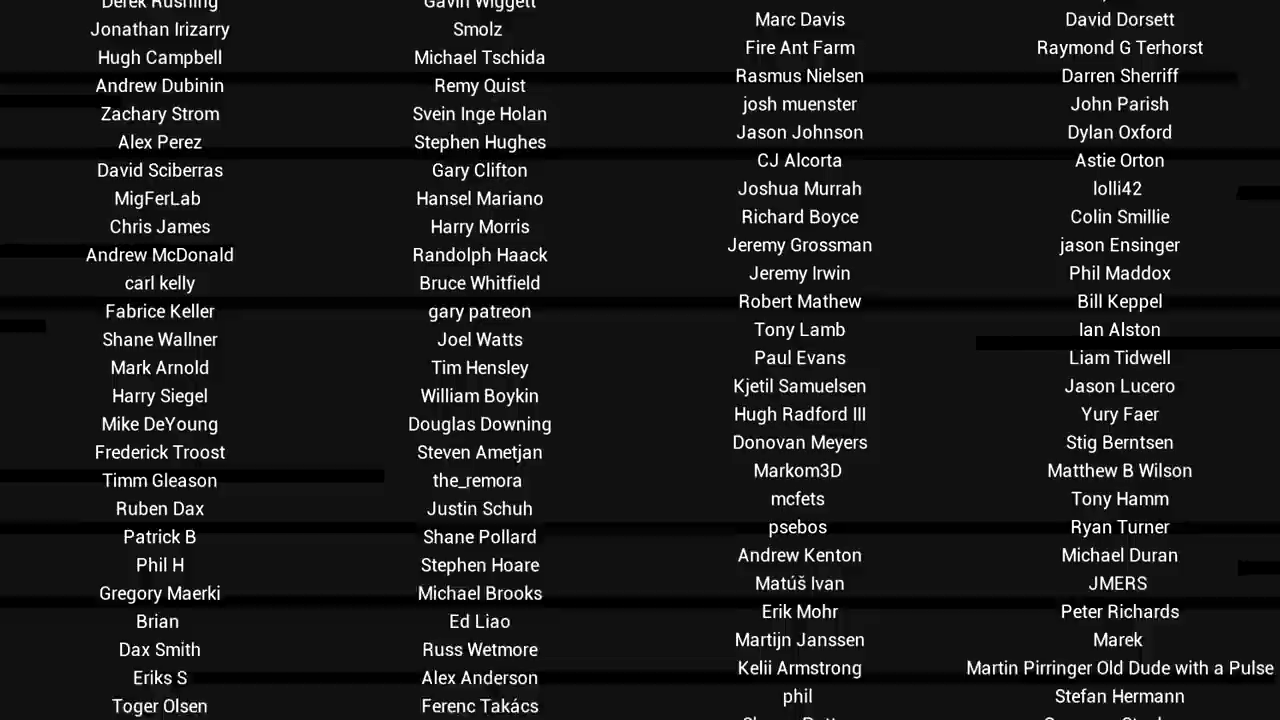 Derek Rushing
Jonathan Irizarry
Hugh Campbell
Andrew Dubinin
Zachary Strom
Alex Perez
David Sciberras
MigFerLab
Chris James
Andrew McDonald
carl kelly
Fabrice Keller
Shane Wallner
Mark Arnold
Harry Siegel
Mike DeYoung
Frederick Troost
Timm Gleason
Ruben Dax
Patrick B
Phil H
Gregory Maerki
Brian
Dax Smith
Eriks S
Toger Olsen
Gavin Wiggett
Smolz
Michael Tschida
Remy Quist
Svein Inge Holan
Stephen Hughes
Gary Clifton
Hansel Mariano
Harry Morris
Randolph Haack
Bruce Whitfield
gary patreon
Joel Watts
Tim Hensley
William Boykin
Douglas Downing
Steven Ametjan
the_remora
Justin Schuh
Shane Pollard
Stephen Hoare
Michael Brooks
Ed Liao
Russ Wetmore
Alex Anderson
Ferenc Takács
Marc Davis
Fire Ant Farm
Rasmus Nielsen
josh muenster
Jason Johnson
CJ Alcorta
Joshua Murrah
Richard Boyce
Jeremy Grossman
Jeremy Irwin
Robert Mathew
Tony Lamb
Paul Evans
Kjetil Samuelsen
Hugh Radford III
Donovan Meyers
Markom3D
mcfets
psebos
Andrew Kenton
Matúš Ivan
Erik Mohr
Martijn Janssen
Kelii Armstrong
phil
David Dorsett
Raymond G Terhorst
Darren Sherriff
John Parish
Dylan Oxford
Astie Orton
lolli42
Colin Smillie
jason Ensinger
Phil Maddox
Bill Keppel
Ian Alston
Liam Tidwell
Jason Lucero
Yury Faer
Stig Berntsen
Matthew B Wilson
Tony Hamm
Ryan Turner
Michael Duran
JMERS
Peter Richards
Marek
Martin Pirringer Old Dude with a Pulse
Stefan Hermann